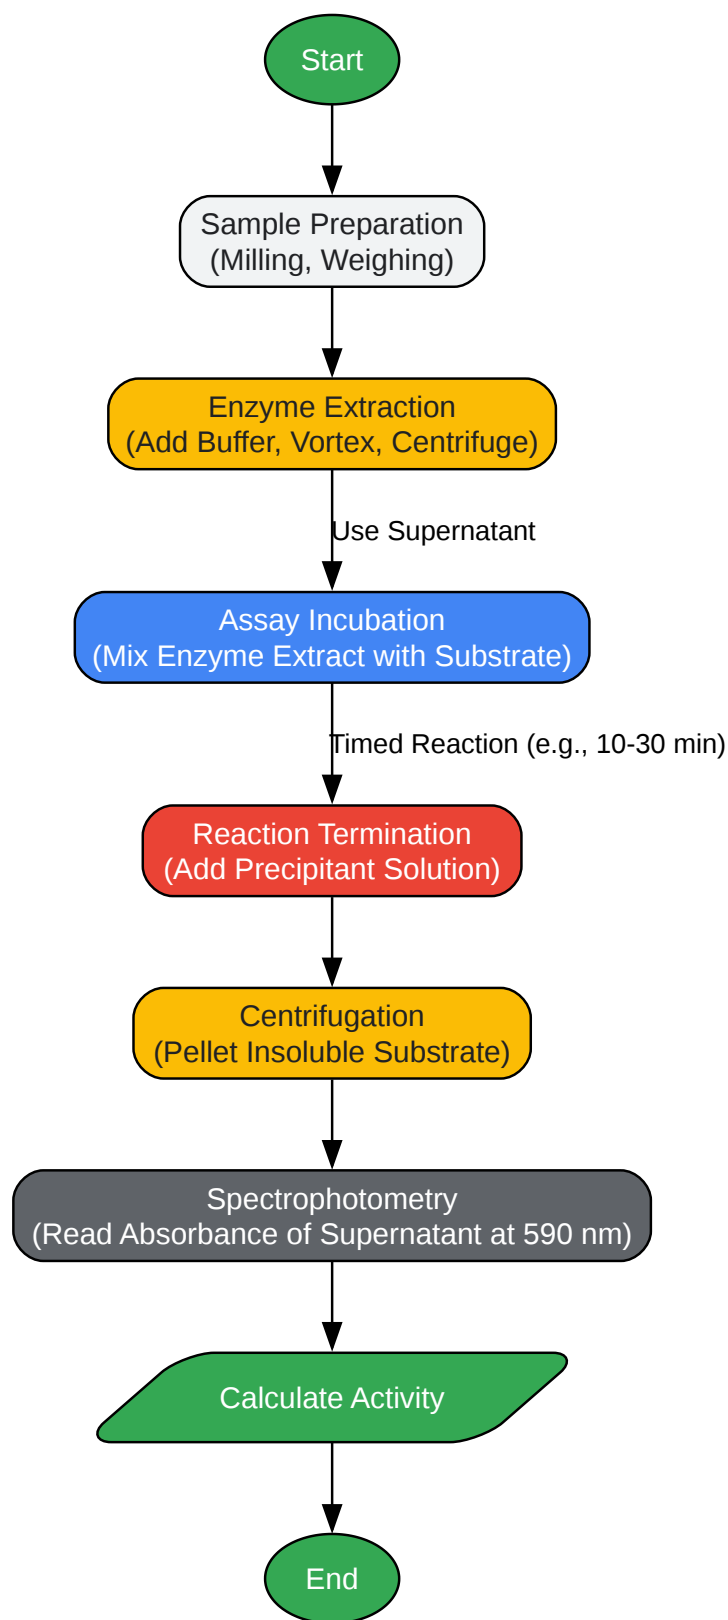 Start
Sample Preparation
(Milling, Weighing)
Enzyme Extraction
(Add Buffer, Vortex, Centrifuge)
Use Supernatant
Assay Incubation
(Mix Enzyme Extract with Substrate)
Timed Reaction (e.g., 10-30 min)
Reaction Termination
(Add Precipitant Solution)
Centrifugation
(Pellet Insoluble Substrate)
Spectrophotometry
(Read Absorbance of Supernatant at 590 nm)
Calculate Activity
End